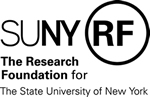 SUNY RF
The Research
Foundation for
The State University of New York